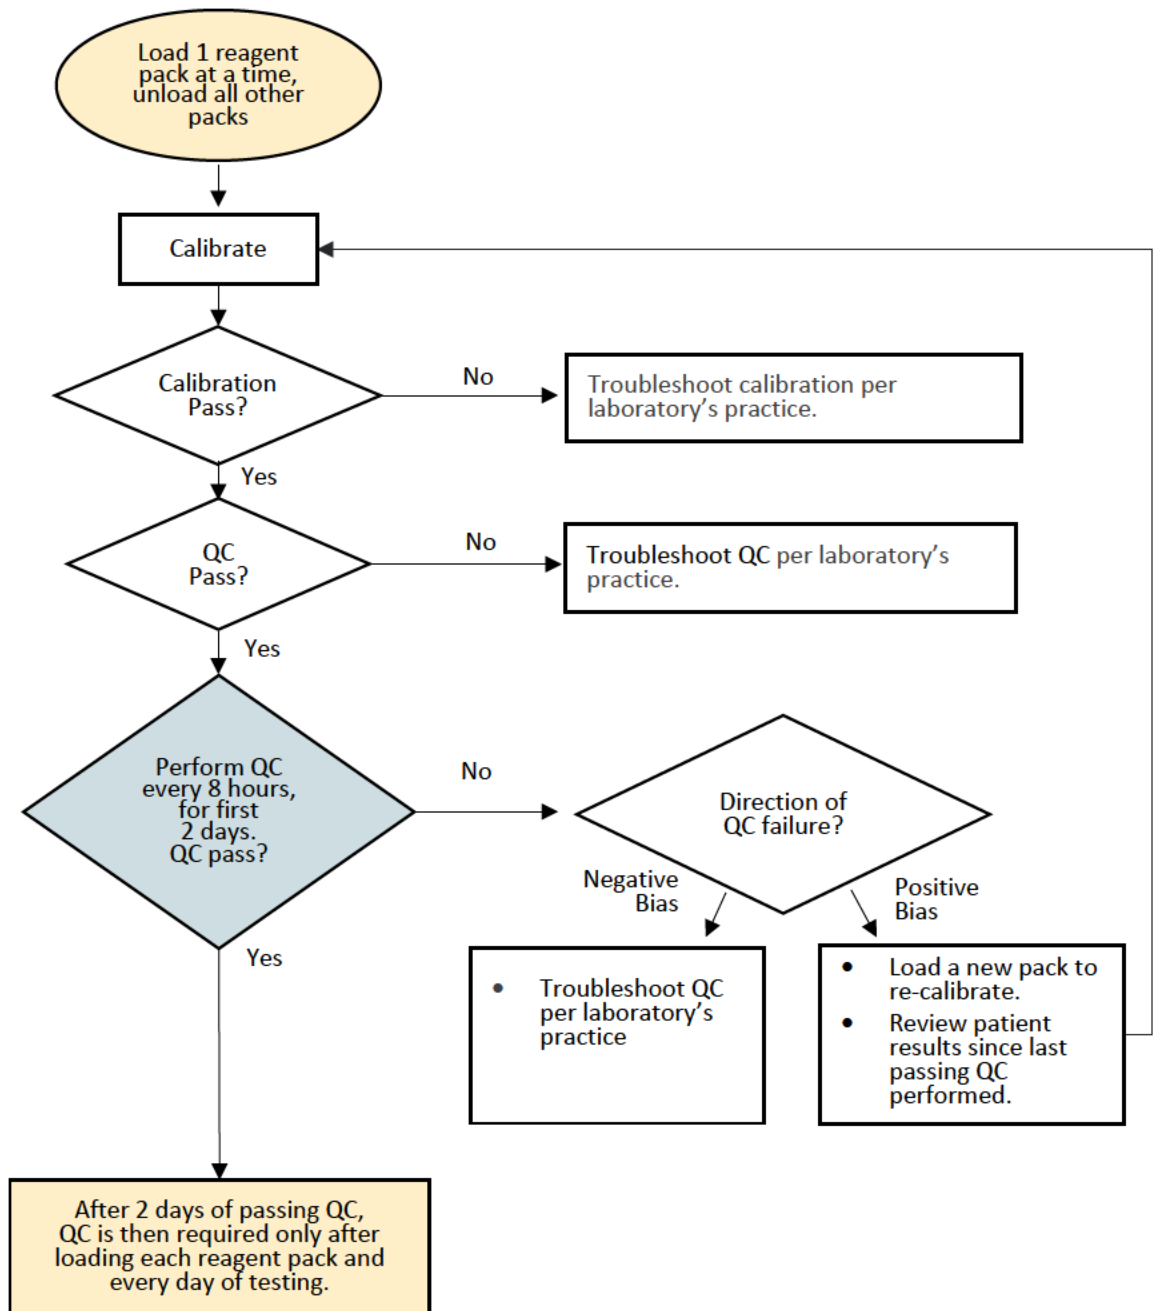 Load 1 reagent
pack at a time,
unload all other
packs
Calibrate
Calibration
Pass?
No
Troubleshoot calibration per
laboratory’s practice.
Yes
QC
Pass?
No
Troubleshoot QC per laboratory’s
practice.
Yes
Perform QC
every 8 hours,
for first
2 days.
QC pass?
No
Direction of
QC failure?
Negative
Bias
Positive
Bias
• Troubleshoot QC
per laboratory’s
practice
• Load a new pack to
re-calibrate.
• Review patient
results since last
passing QC
performed.
Yes
After 2 days of passing QC,
QC is then required only after
loading each reagent pack and
every day of testing.